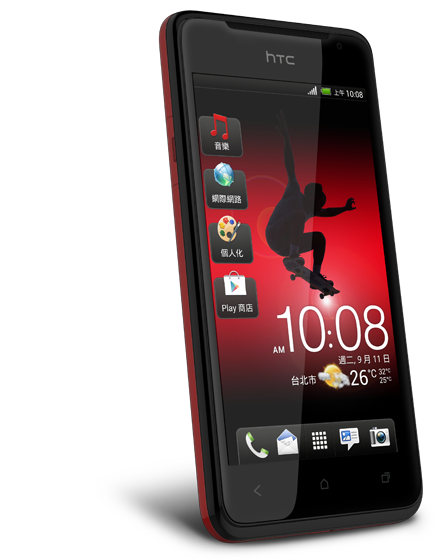 hTC
上午 10:08
音樂
網際網路
個人化
Play 商店
AM 10:08
週二, 9 月 11 日
台北市 26°C 32°C
25°C